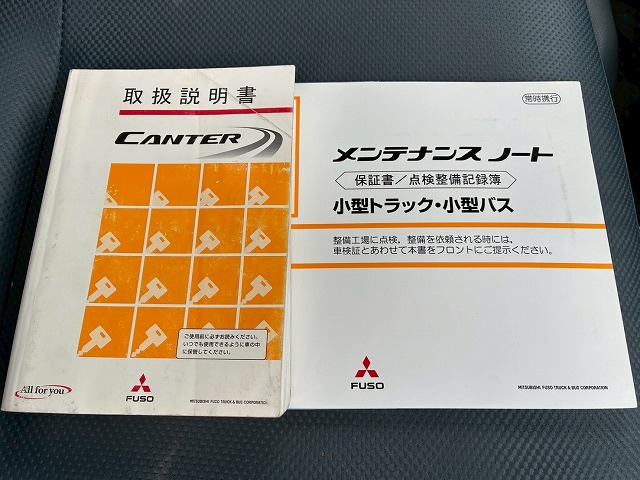 取扱説明書
CANTER
ご使用前に必ずお読みください。
いつでも使用できるように車の中
に保管してください。
All for you
FUSO
MITSUBISHI FUSO TRUCK & BUS CORPORATION
常時携行
メンテナンス ノート
保証書／点検整備記録簿
小型トラック・小型バス
整備工場に点検、整備を依頼される時には、
車検証とあわせて本書をフロントにご提示ください。
FUSO
MITSUBISHI FUSO TRUCK & BUS CORPORATION